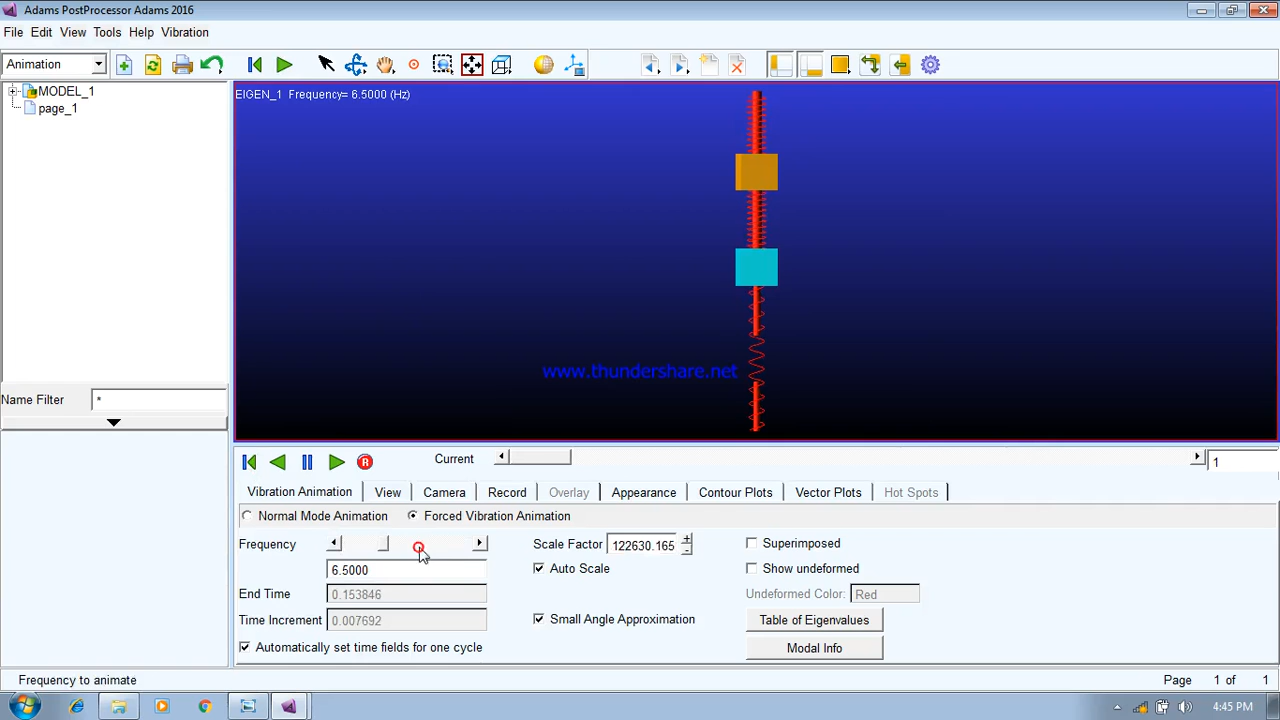 Adams PostProcessor Adams 2016
File Edit View Tools Help Vibration
Animation
MODEL_1
page_1
EIGEN_1 Frequency= 6.5000 (Hz)
www.thundershare.net
Name Filter *
Current 1
Vibration Animation View Camera Record Overlay Appearance Contour Plots Vector Plots Hot Spots
Normal Mode Animation Forced Vibration Animation
Frequency Scale Factor 122630.165 Superimposed
6.5000 Auto Scale Show undeformed
End Time 0.153846 Undeformed Color: Red
Time Increment 0.007692 Small Angle Approximation Table of Eigenvalues
Automatically set time fields for one cycle Modal Info
Frequency to animate Page 1 of 1
4:45 PM